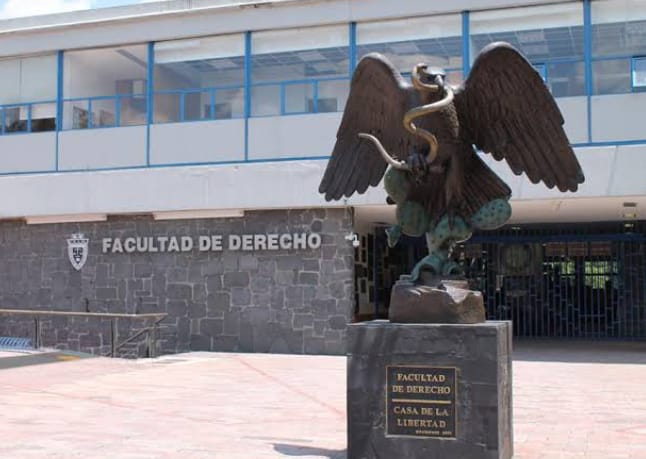 FACULTAD DE DERECHO
FACULTAD
DE DERECHO
CASA DE LA
LIBERTAD